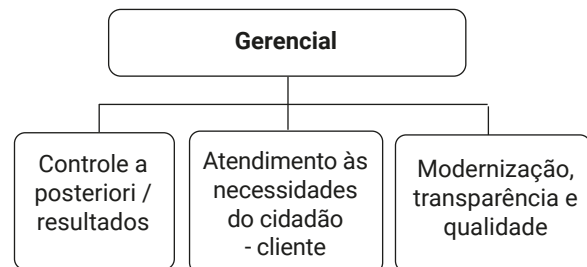 Gerencial
Controle a
posteriori /
resultados
Atendimento às
necessidades
do cidadão
- cliente
Modernização,
transparência e
qualidade